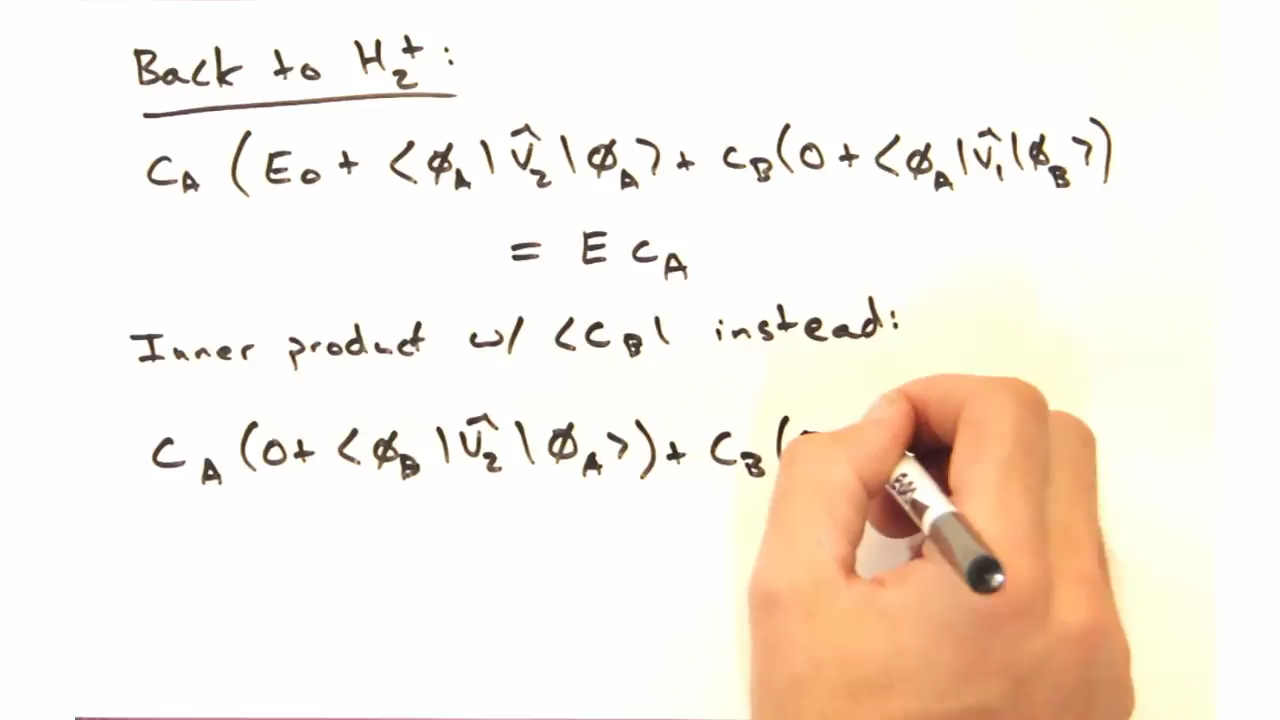 Back to H₂⁺:
C_A (E₀ + <φ_A|V̂₂|φ_A> + C_B(0 + <φ_A|V̂₁|φ_B>)
= E C_A
Inner product w/ <C_B| instead:
C_A (0+ <φ_B|V̂₂|φ_A>) + C_B(